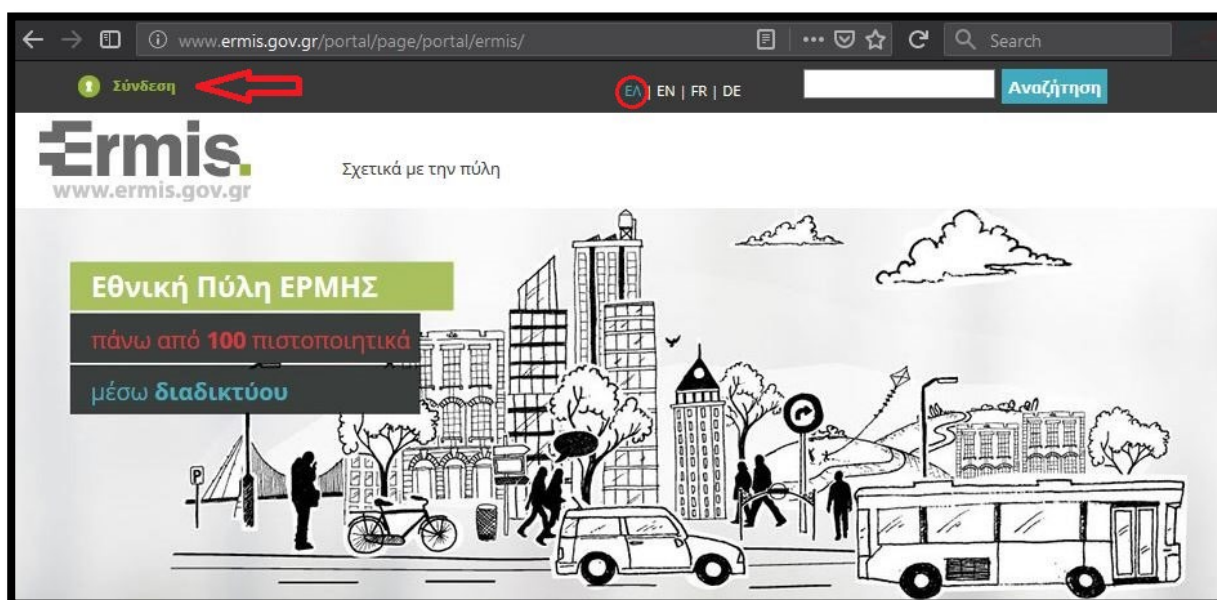 www.ermis.gov.gr/portal/page/portal/ermis/
Search
Σύνδεση
ΕΛ | EN | FR | DE
Αναζήτηση
Ermis.
www.ermis.gov.gr
Σχετικά με την πύλη
Εθνική Πύλη ΕΡΜΗΣ
πάνω από 100 πιστοποιητικά
μέσω διαδικτύου
P